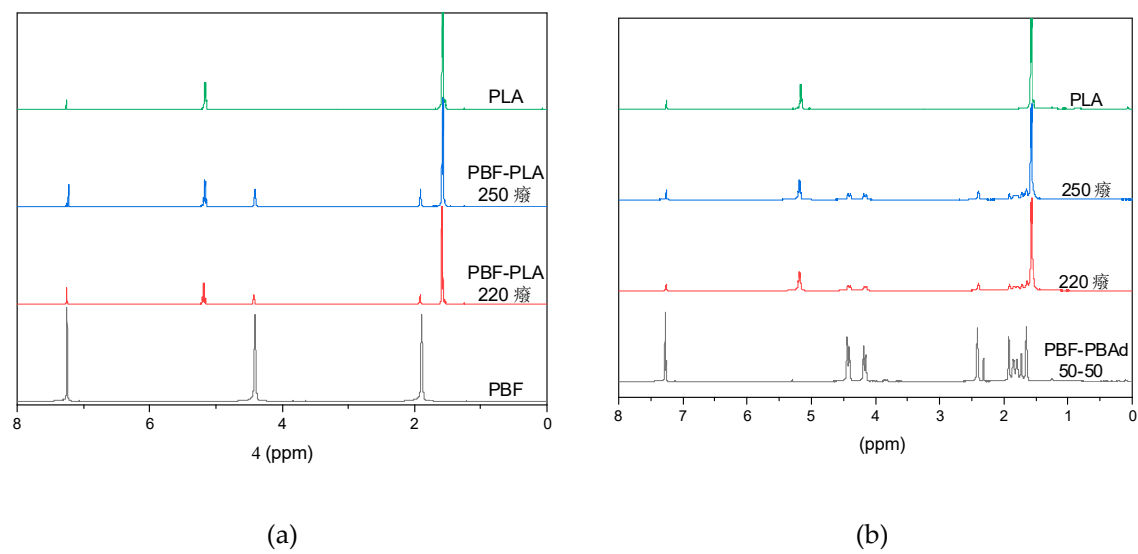 PLA
PBF-PLA
250 癈
PBF-PLA
220 癈
PBF
8
6
4
2
0
4 (ppm)
(a)
PLA
250 癈
220 癈
PBF-PBAd
50-50
8
7
6
5
4
3
2
1
0
(ppm)
(b)